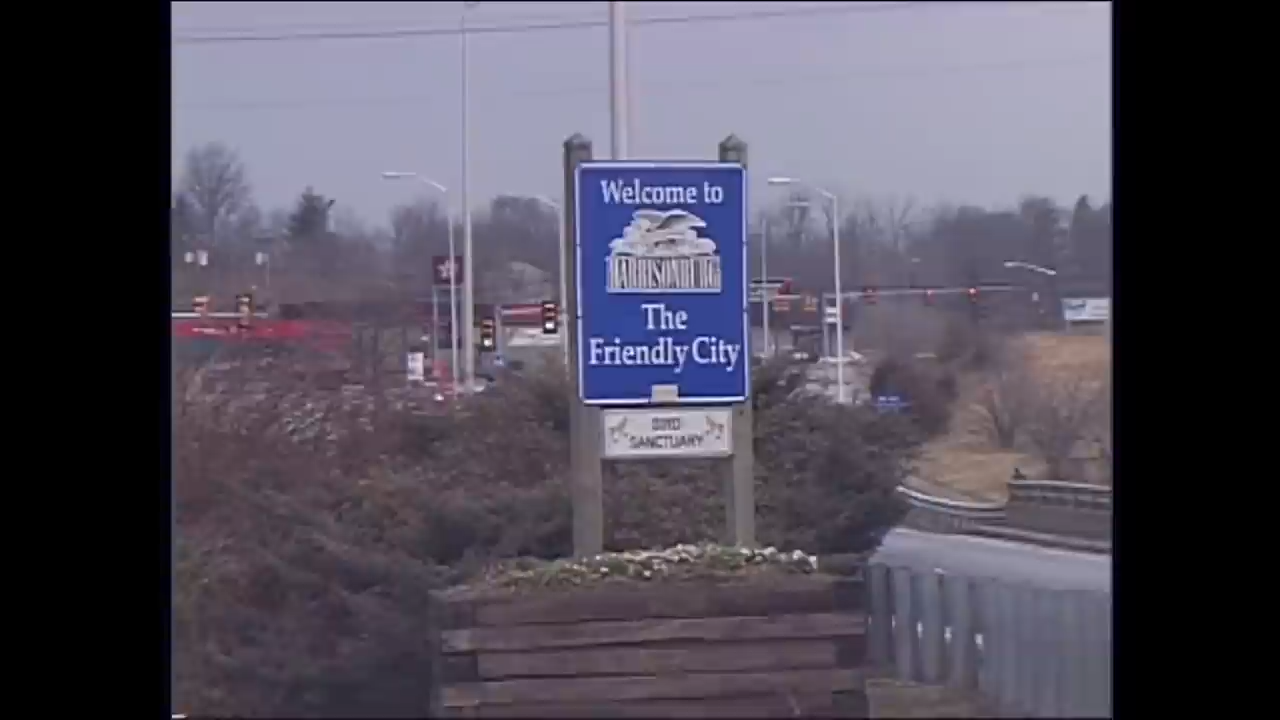 Welcome to
HARRISONBURG
The
Friendly City
BIRD
SANCTUARY